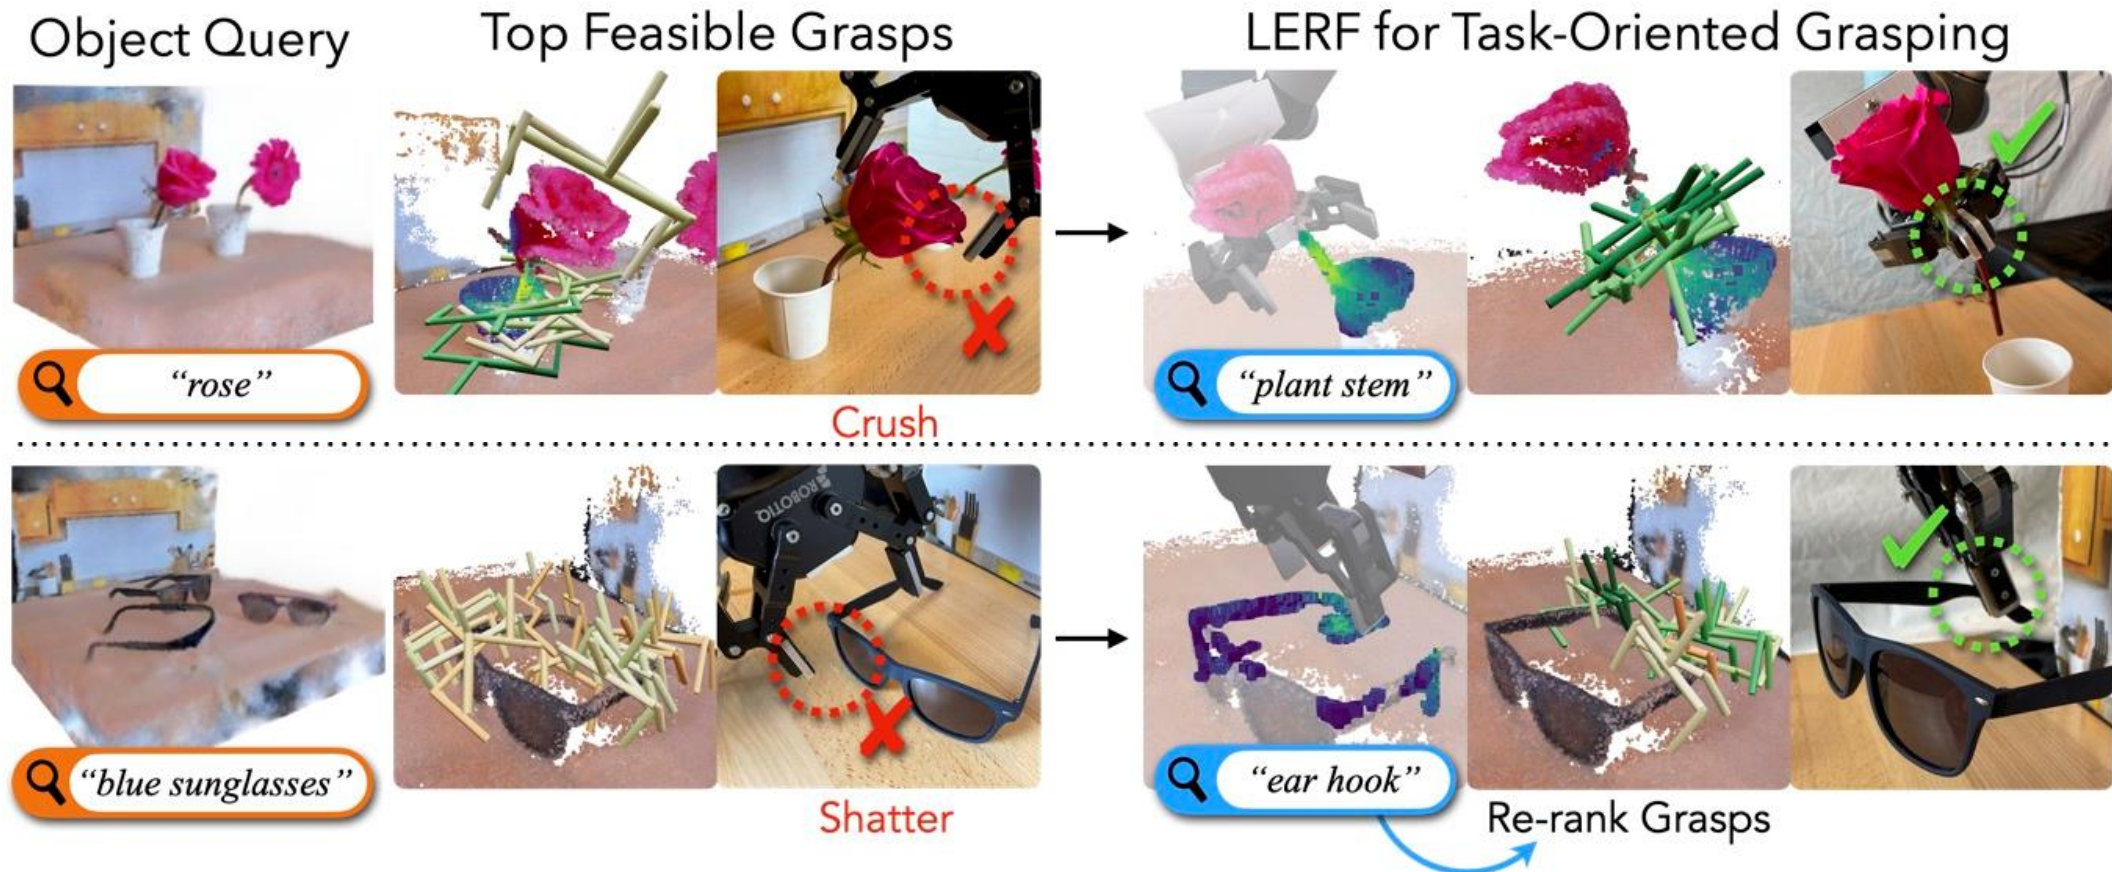 Object Query
Top Feasible Grasps
LERF for Task-Oriented Grasping
“rose”
Crush
“plant stem”
ROBOTIQ
“blue sunglasses”
Shatter
“ear hook”
Re-rank Grasps